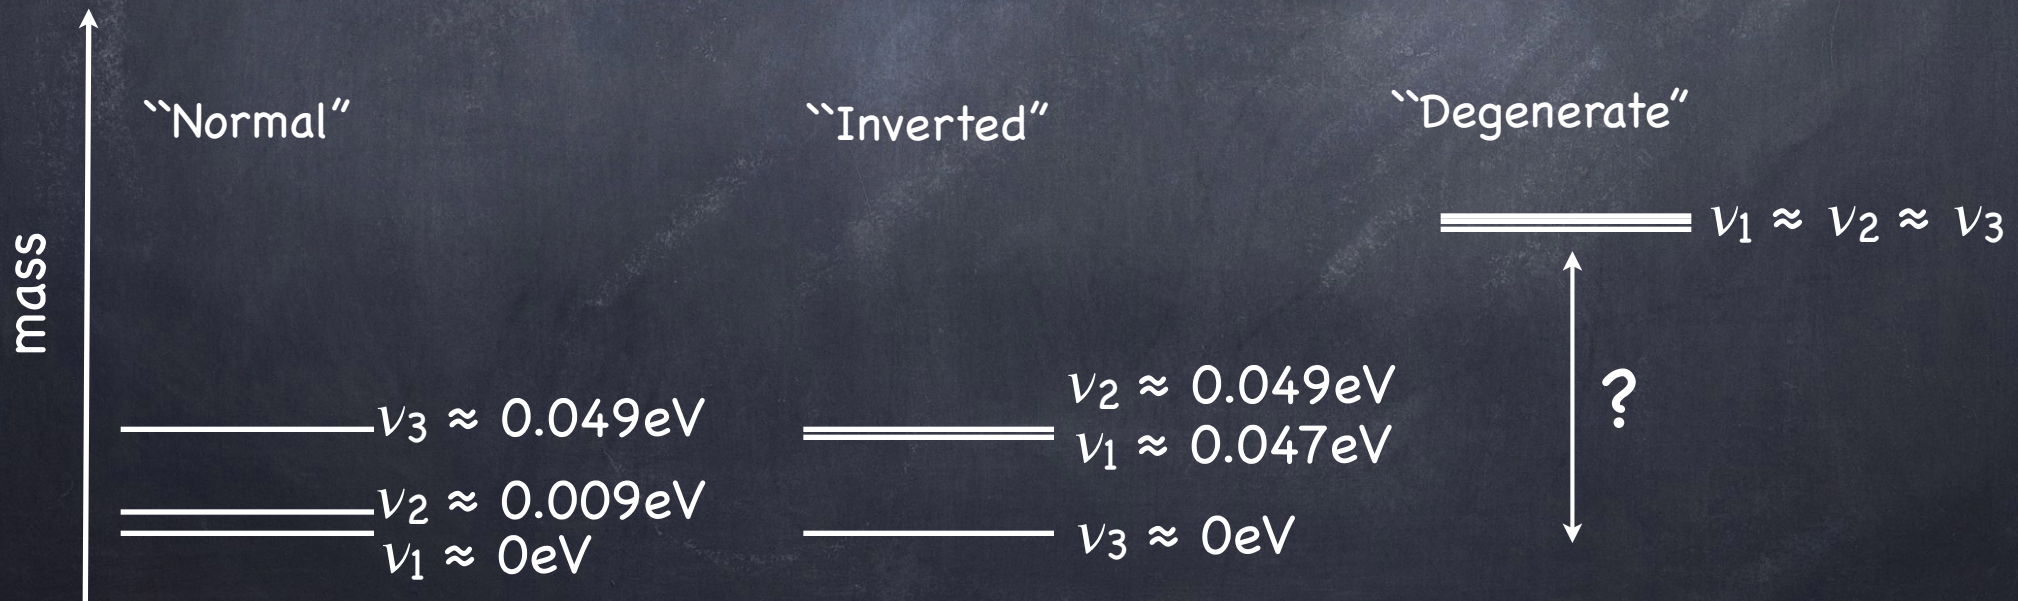 mass
``Normal”
ν₃ ≈ 0.049eV
ν₂ ≈ 0.009eV
ν₁ ≈ 0eV
``Inverted”
ν₂ ≈ 0.049eV
ν₁ ≈ 0.047eV
ν₃ ≈ 0eV
``Degenerate”
ν₁ ≈ ν₂ ≈ ν₃
?